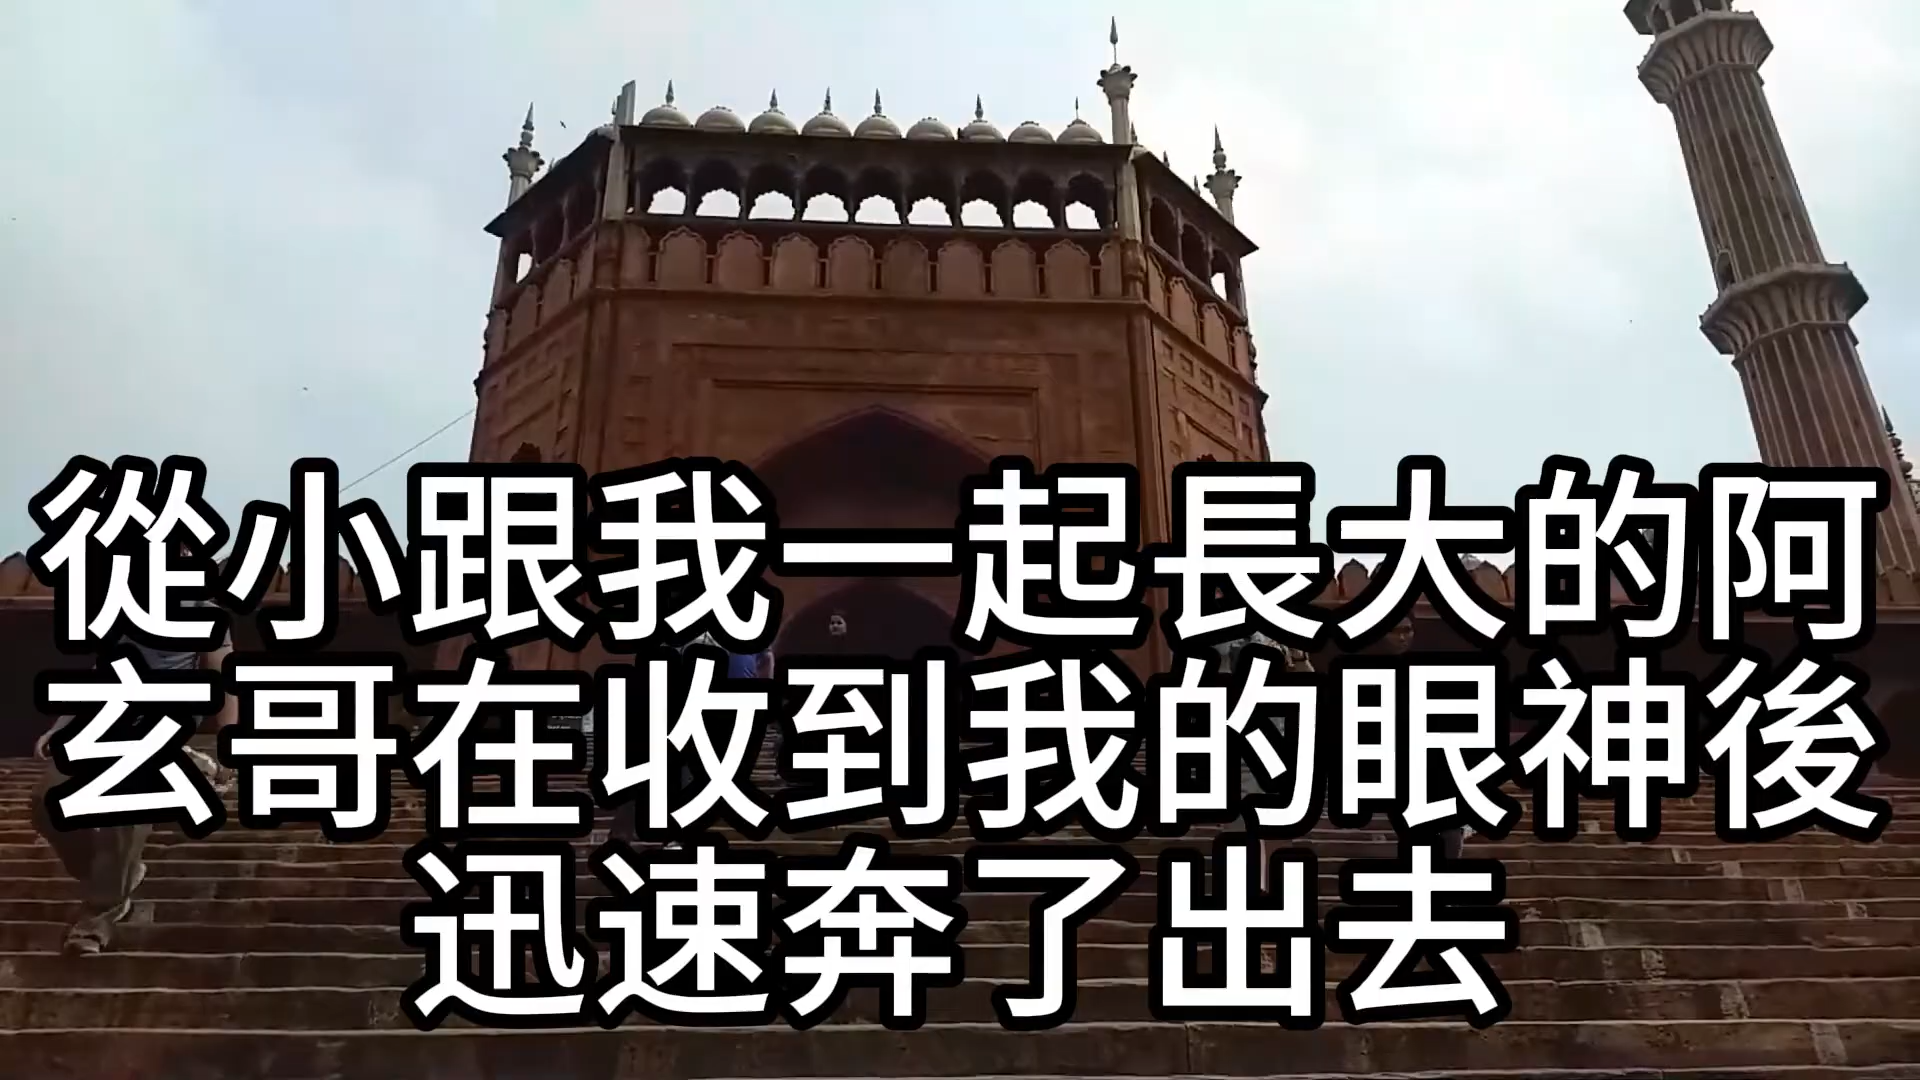 從小跟我一起長大的阿
玄哥在收到我的眼神後
迅速奔了出去